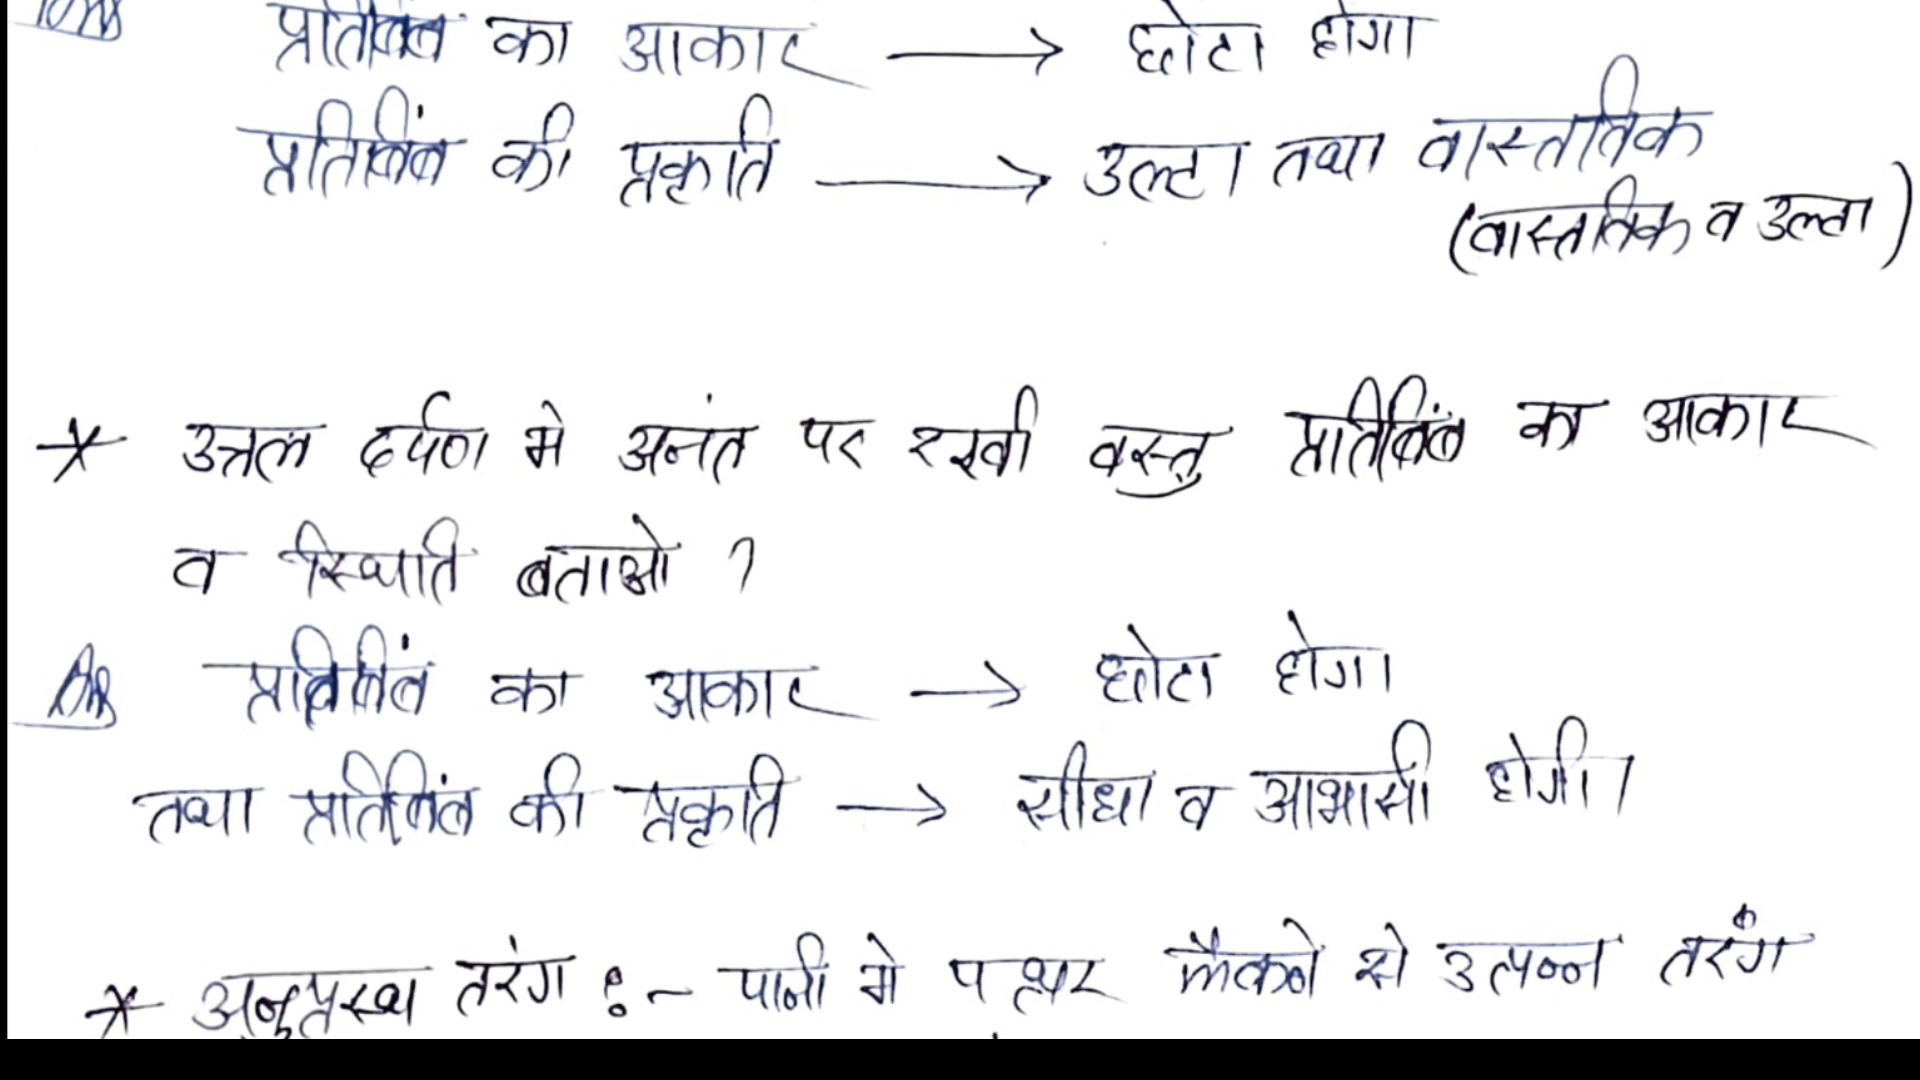 Ans प्रतिबिंब का आकार → छोटा होगा
प्रतिबिंब की प्रकृति → उल्टा तथा वास्तविक
(वास्तविक व उल्टा)
* उत्तल दर्पण मे अनंत पर रखी वस्तु प्रतिबिंब का आकार
व स्थिति बताओ ?
Ans प्रतिबिंब का आकार → छोटा होगा
तथा प्रतिबिंब की प्रकृति → सीधा व आभासी होगी।
* अनुप्रस्थ तरंग :- पानी मे पत्थर फेंकने से उत्पन्न तरंग